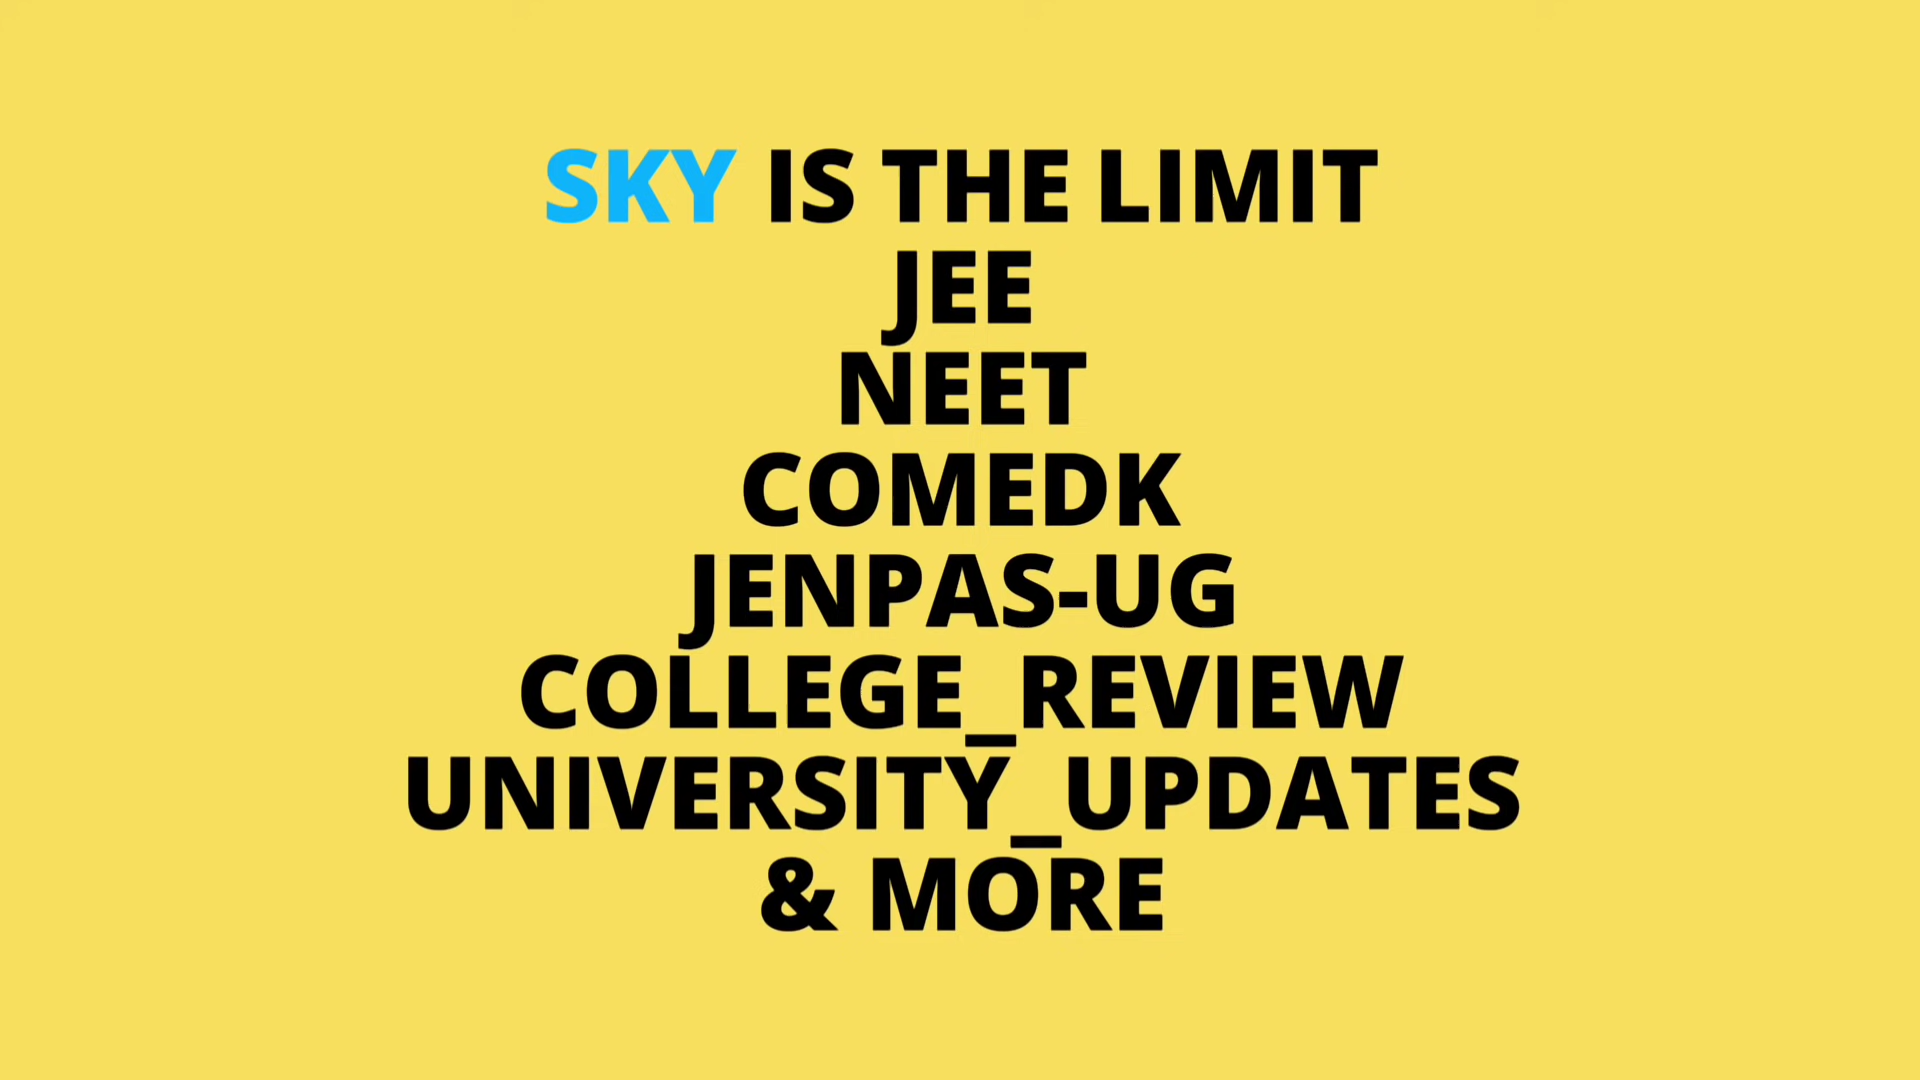 SKY IS THE LIMIT
JEE
NEET
COMEDK
JENPAS-UG
COLLEGE_REVIEW
UNIVERSITY_UPDATES
& MORE